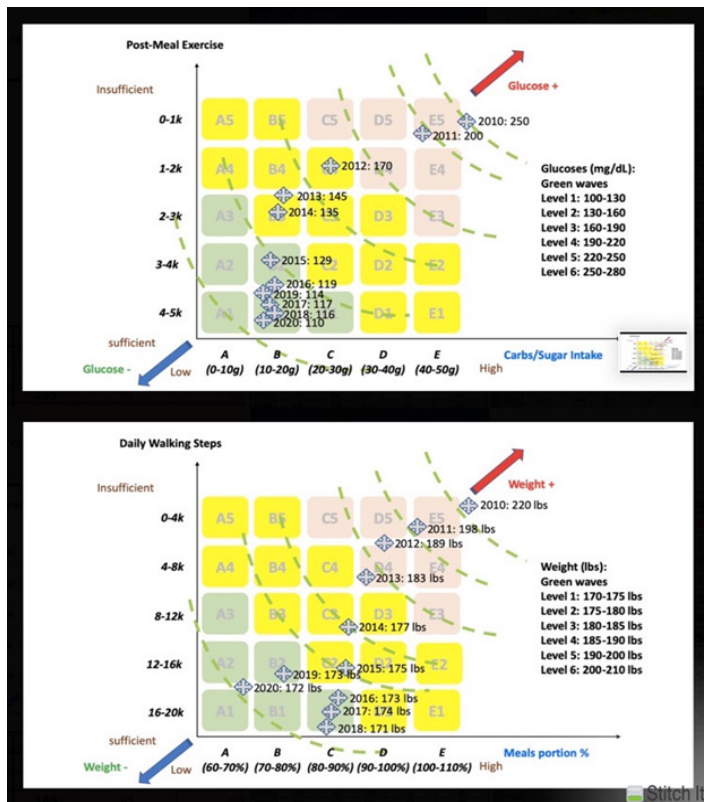 Post-Meal Exercise
Insufficient
Glucose +
0-1k
A5 B5 C5 D5 E5
2010: 250
2011: 200
1-2k
A4 B4 E4
2012: 170
Glucoses (mg/dL):
Green waves
Level 1: 100-130
Level 2: 130-160
Level 3: 160-190
Level 4: 190-220
Level 5: 220-250
Level 6: 250-280
2013: 145
2-3k
A3 D3 E3
2014: 135
3-4k
A2 C2 D2 E2
2015: 129
2016: 119
2019: 114
2017: 117
4-5k
A1 D1 E1
2018: 116
2020: 110
sufficient
Glucose -
Low
A B C D E
(0-10g) (10-20g) (20-30g) (30-40g) (40-50g)
High
Carbs/Sugar Intake
Daily Walking Steps
Insufficient
Weight +
0-4k
A5 B5 C5 D5 E5
2010: 220 lbs
2011: 198 lbs
2012: 189 lbs
4-8k
A4 B4 C4 D4 E4
2013: 183 lbs
Weight (lbs):
Green waves
Level 1: 170-175 lbs
Level 2: 175-180 lbs
Level 3: 180-185 lbs
Level 4: 185-190 lbs
Level 5: 190-200 lbs
Level 6: 200-210 lbs
8-12k
A3 B3 C3 D3 E3
2014: 177 lbs
12-16k
A2 B2 C2 D2 E2
2015: 175 lbs
2019: 173 lbs
2020: 172 lbs
2016: 173 lbs
16-20k
A1 B1 E1
2017: 174 lbs
2018: 171 lbs
sufficient
Weight -
Low
A B C D E
(60-70%) (70-80%) (80-90%) (90-100%) (100-110%)
High
Meals portion %
Stitch It